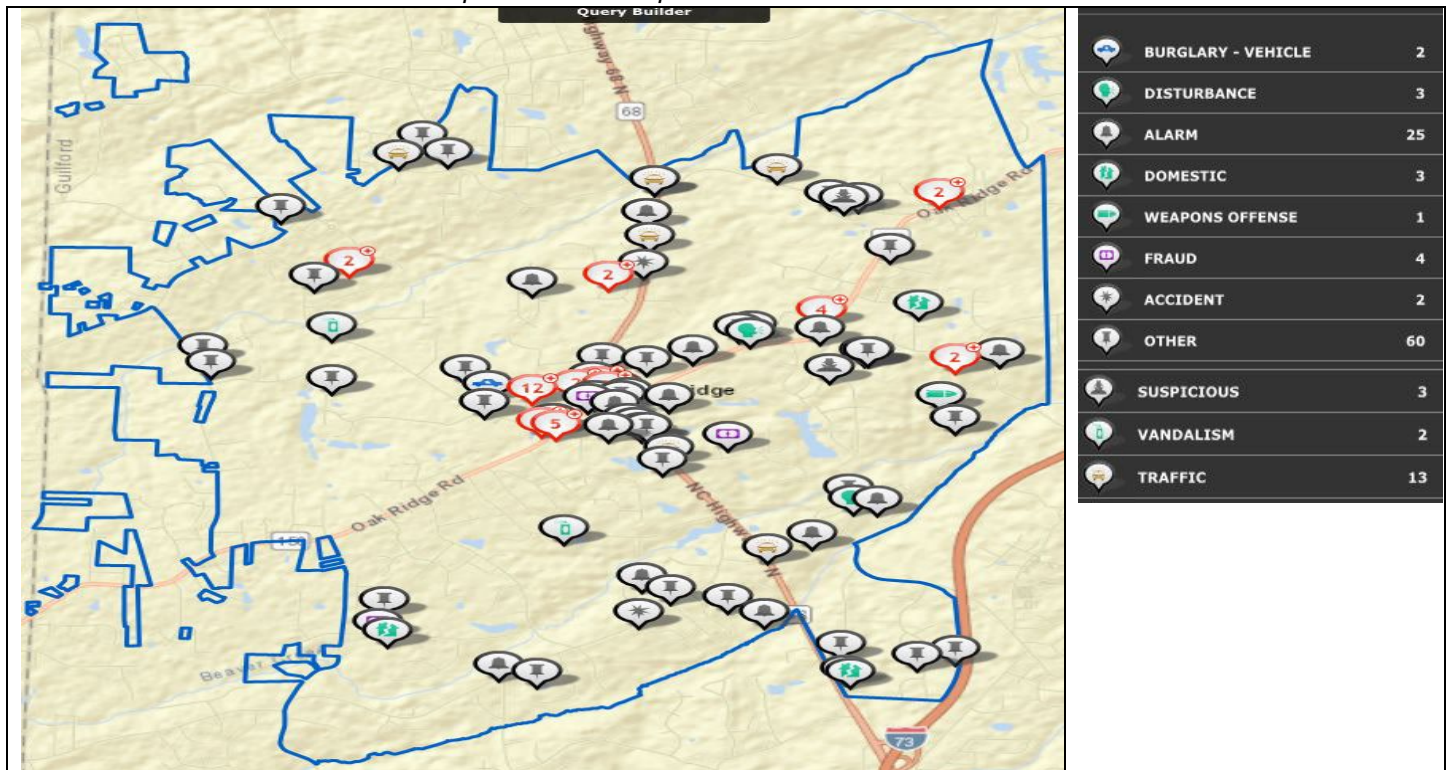 Query Builder
Highway 68 N
68
Guilford
2
Oak Ridge Rd
2
2
4
2
12
idge
5
Oak Ridge Rd
150
NC Highway
N
Beaver Creek
73
BURGLARY - VEHICLE 2
DISTURBANCE 3
ALARM 25
DOMESTIC 3
WEAPONS OFFENSE 1
FRAUD 4
ACCIDENT 2
OTHER 60
SUSPICIOUS 3
VANDALISM 2
TRAFFIC 13